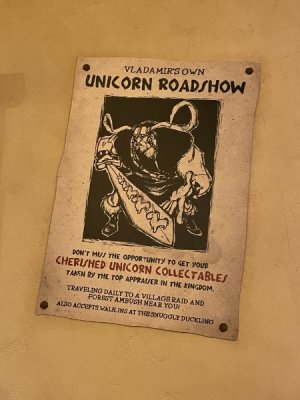 VLADAMIR'S OWN
UNICORN ROADSHOW
DON'T MISS THE OPPORTUNITY TO GET YOUR
CHERISHED UNICORN COLLECTABLES
TAKEN BY THE TOP APPRAISER IN THE KINGDOM.
TRAVELING DAILY TO A VILLAGE RAID AND
FOREST AMBUSH NEAR YOU!
ALSO ACCEPTS WALK INS AT THE SNUGGLY DUCKLING